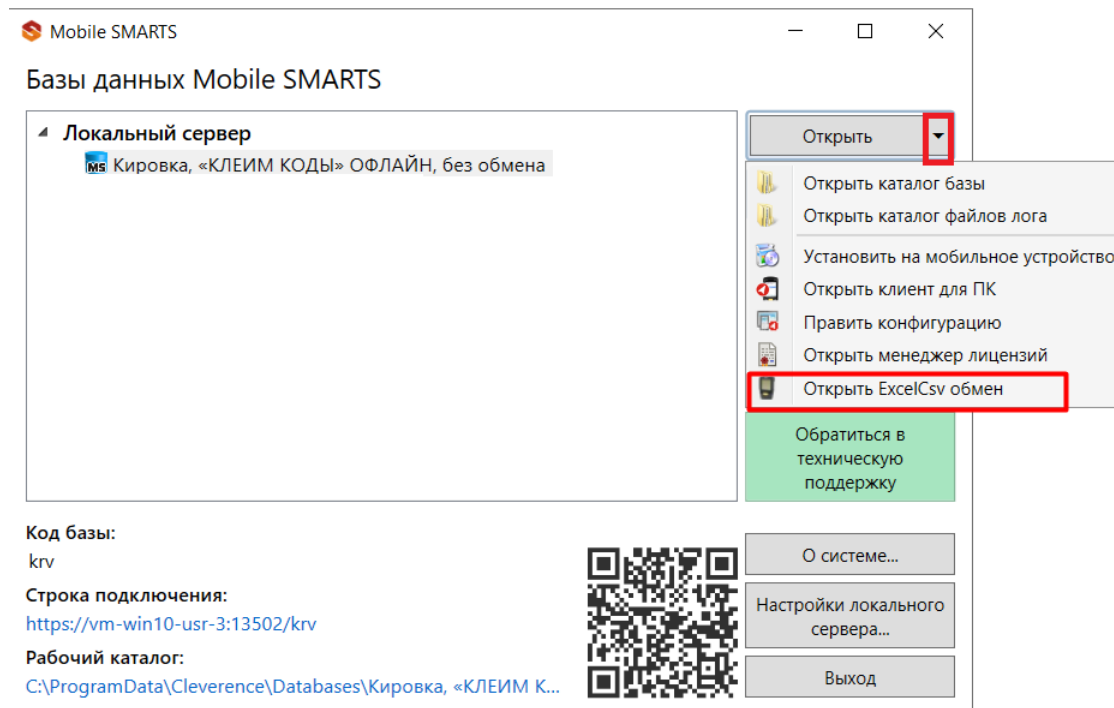 Mobile SMARTS
Базы данных Mobile SMARTS
Локальный сервер
MS Кировка, «КЛЕИМ КОДЫ» ОФЛАЙН, без обмена
Открыть
Открыть каталог базы
Открыть каталог файлов лога
Установить на мобильное устройство
Открыть клиент для ПК
Править конфигурацию
Открыть менеджер лицензий
Открыть ExcelCsv обмен
Обратиться в
техническую
поддержку
Код базы:
krv
Строка подключения:
https://vm-win10-usr-3:13502/krv
Рабочий каталог:
C:\ProgramData\Cleverence\Databases\Кировка, «КЛЕИМ К...
О системе...
Настройки локального
сервера...
Выход